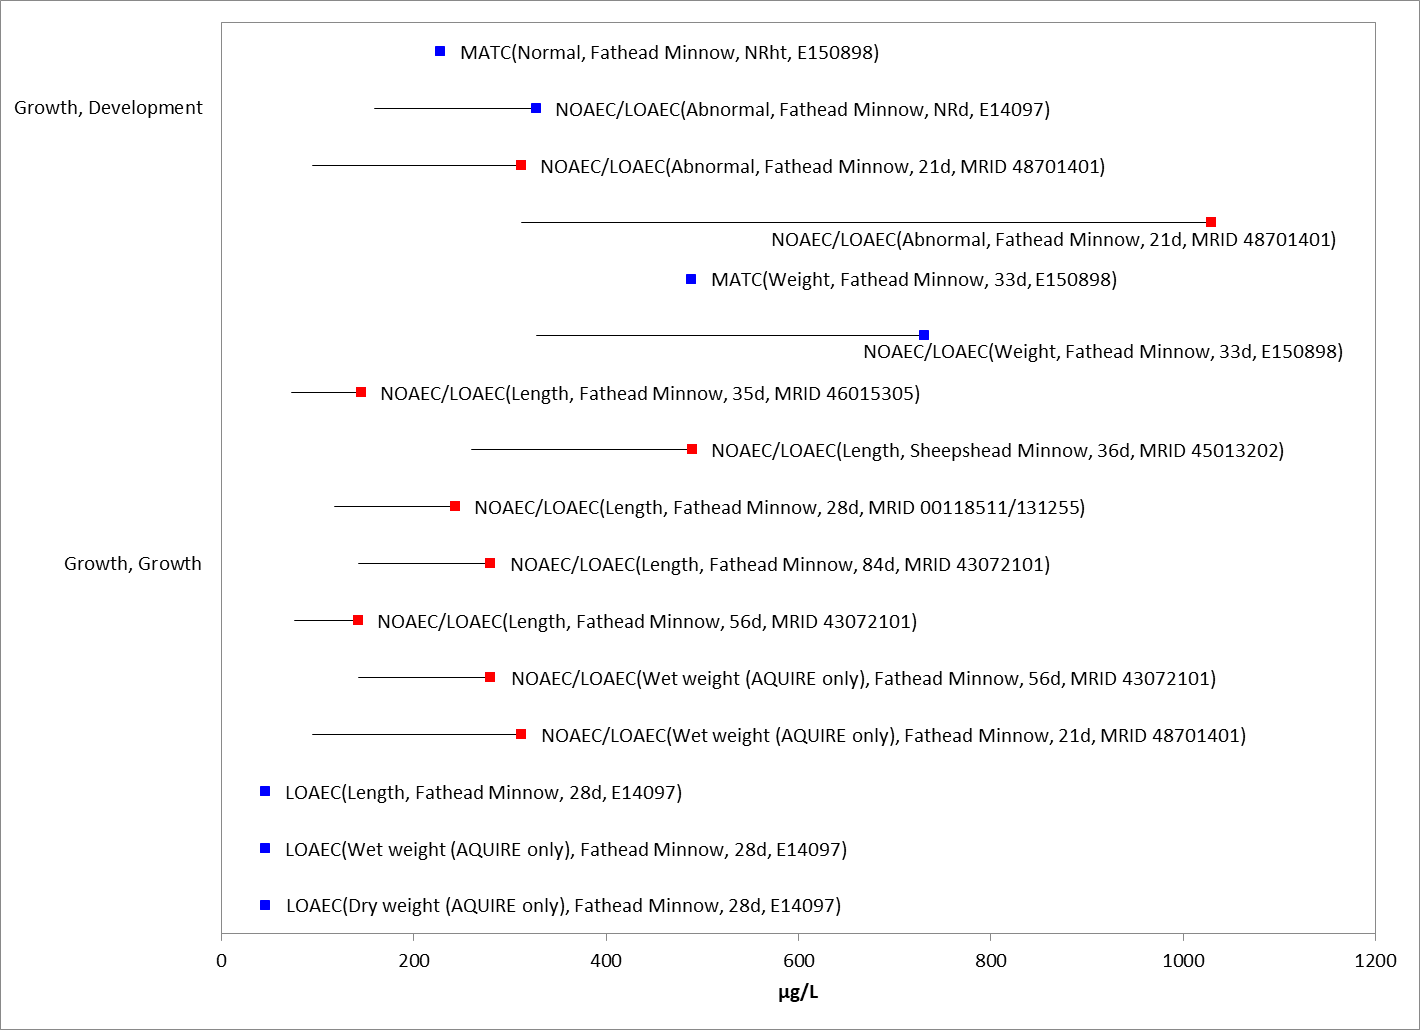 MATC(Normal, Fathead Minnow, NRht, E150898)
Growth, Development
NOAEC/LOAEC(Abnormal, Fathead Minnow, NRd, E14097)
NOAEC/LOAEC(Abnormal, Fathead Minnow, 21d, MRID 48701401)
NOAEC/LOAEC(Abnormal, Fathead Minnow, 21d, MRID 48701401)
MATC(Weight, Fathead Minnow, 33d, E150898)
NOAEC/LOAEC(Weight, Fathead Minnow, 33d, E150898)
NOAEC/LOAEC(Length, Fathead Minnow, 35d, MRID 46015305)
NOAEC/LOAEC(Length, Sheepshead Minnow, 36d, MRID 45013202)
NOAEC/LOAEC(Length, Fathead Minnow, 28d, MRID 00118511/131255)
Growth, Growth
NOAEC/LOAEC(Length, Fathead Minnow, 84d, MRID 43072101)
NOAEC/LOAEC(Length, Fathead Minnow, 56d, MRID 43072101)
NOAEC/LOAEC(Wet weight (AQUIRE only), Fathead Minnow, 56d, MRID 43072101)
NOAEC/LOAEC(Wet weight (AQUIRE only), Fathead Minnow, 21d, MRID 48701401)
LOAEC(Length, Fathead Minnow, 28d, E14097)
LOAEC(Wet weight (AQUIRE only), Fathead Minnow, 28d, E14097)
LOAEC(Dry weight (AQUIRE only), Fathead Minnow, 28d, E14097)
0 200 400 600 800 1000 1200
µg/L